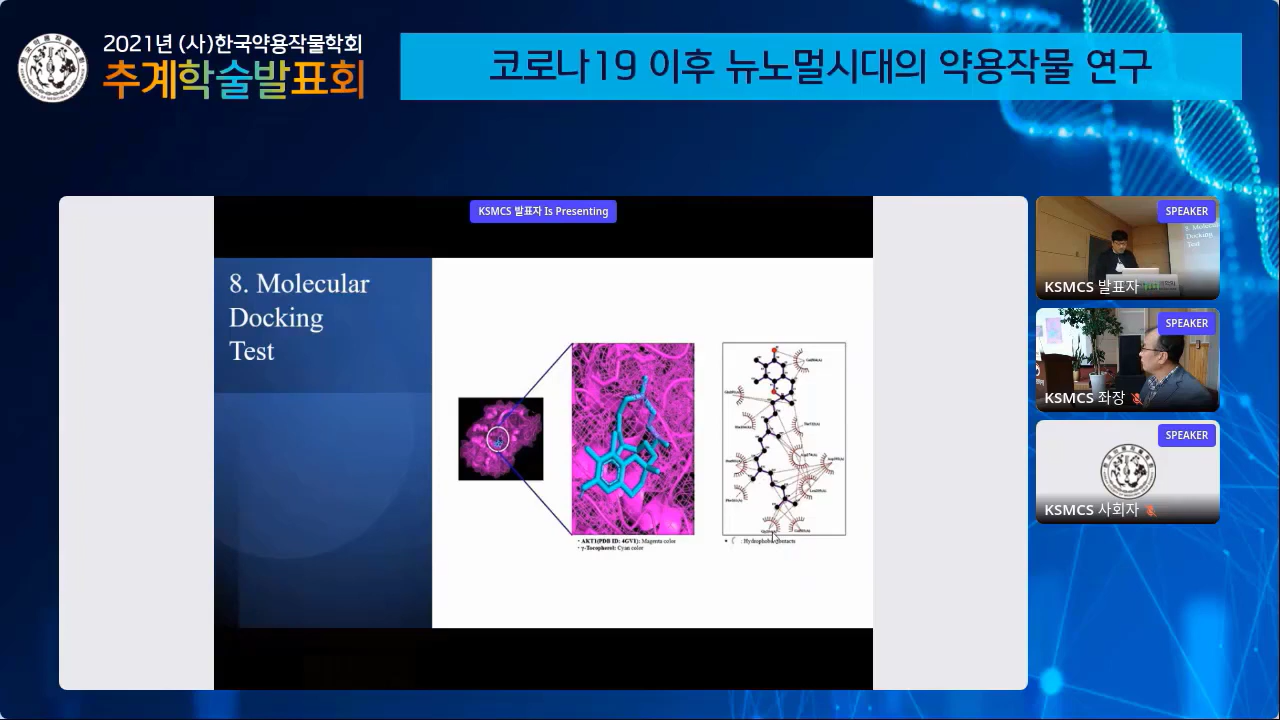 2021년 (사)한국약용작물학회
추계학술발표회
코로나19 이후 뉴노멀시대의 약용작물 연구
KSMCS 발표자 Is Presenting
8. Molecular
Docking
Test
• AKT1(PDB ID: 4GV1): Magenta color
• γ-Tocopherol: Cyan color
SPEAKER
KSMCS 발표자
SPEAKER
KSMCS 좌장
SPEAKER
KSMCS 사회자